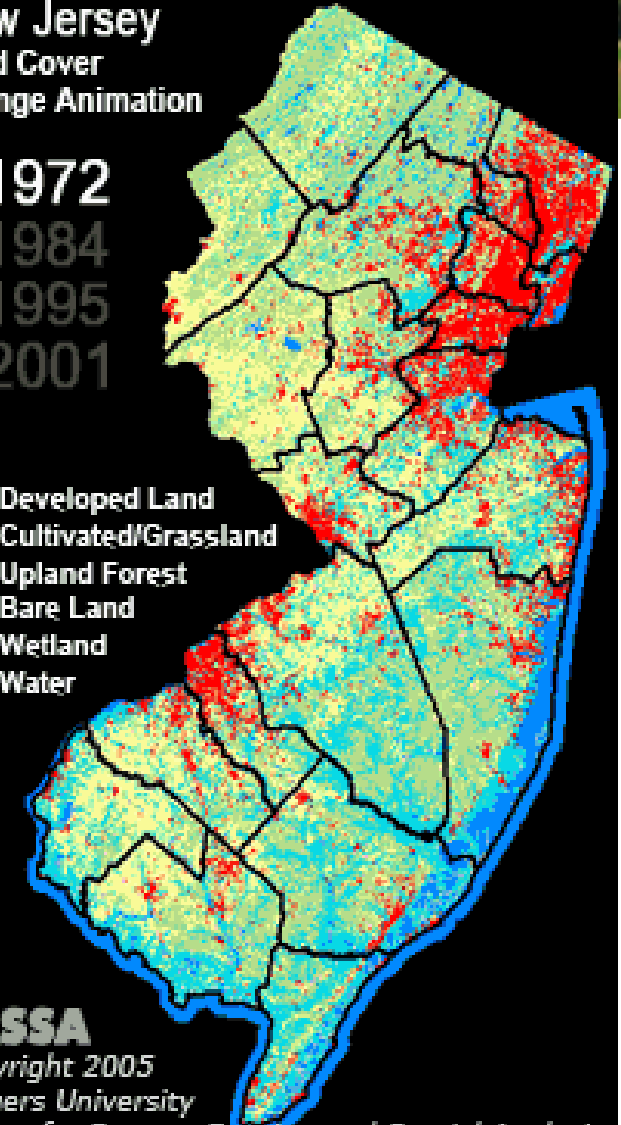 w Jersey
d Cover
nge Animation
1972
1984
1995
2001
Developed Land
Cultivated/Grassland
Upland Forest
Bare Land
Wetland
Water
SSA
yright 2005
ers University